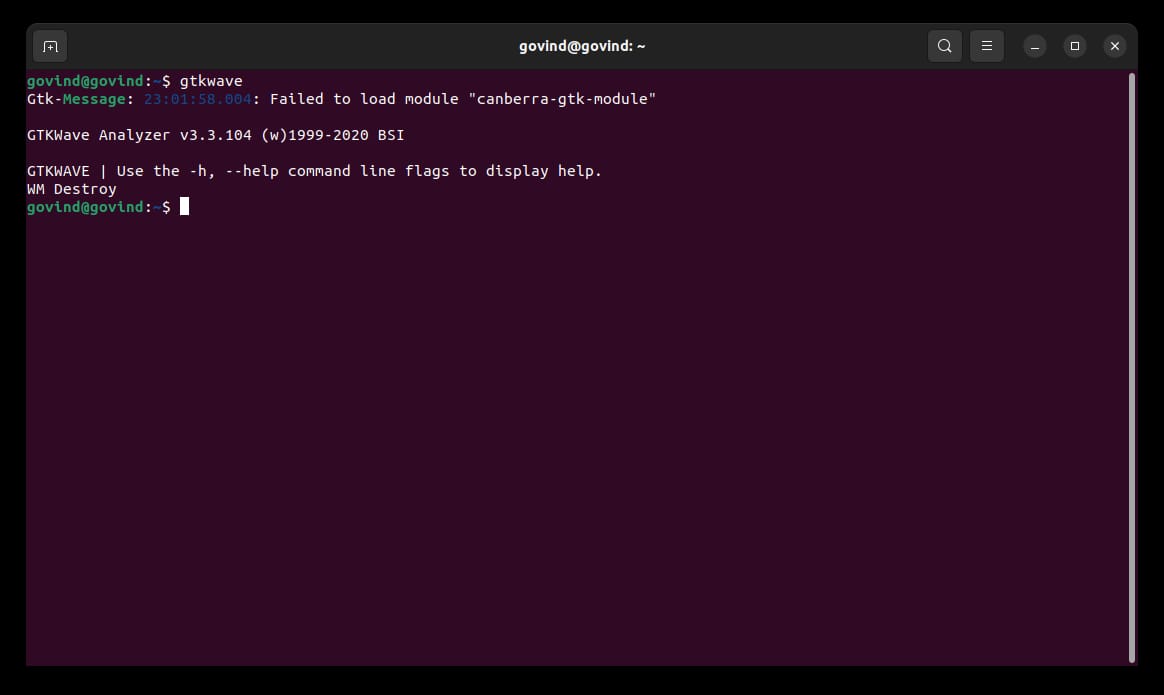 govind@govind: ~
govind@govind:~$ gtkwave
Gtk-Message: 23:01:58.004: Failed to load module "canberra-gtk-module"
GTKWave Analyzer v3.3.104 (w)1999-2020 BSI
GTKWAVE | Use the -h, --help command line flags to display help.
WM Destroy
govind@govind:~$